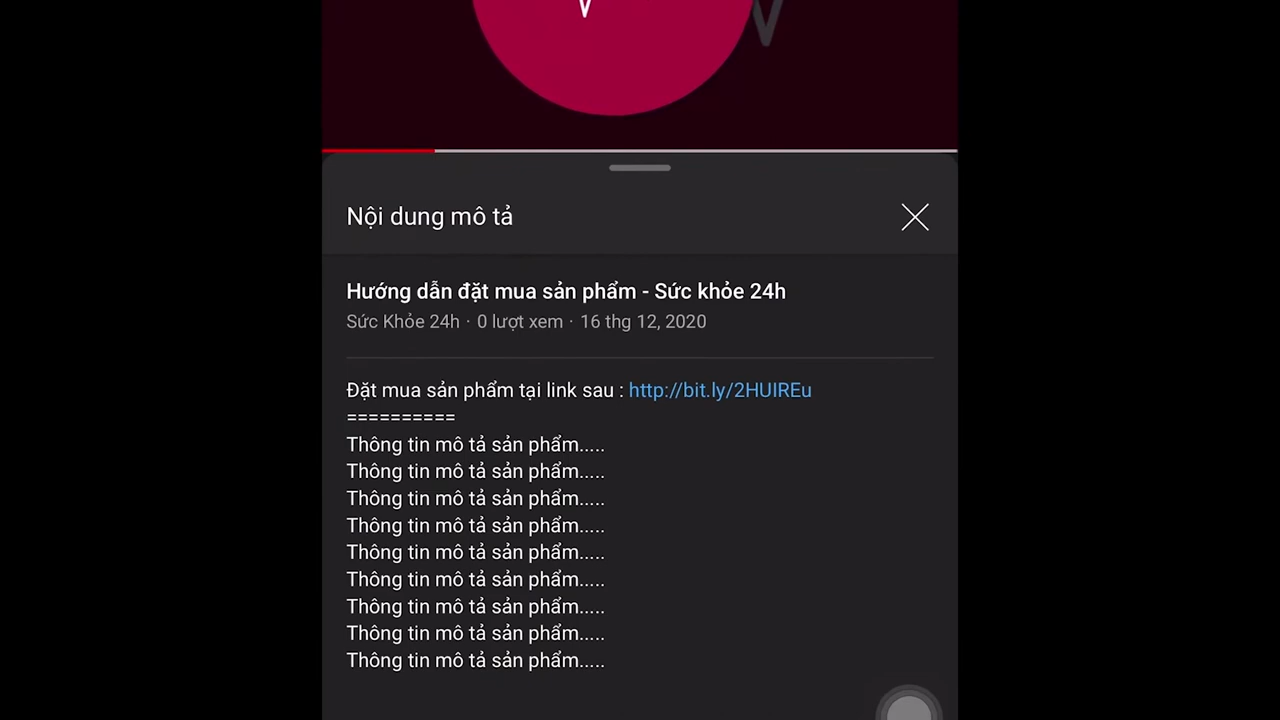 Nội dung mô tả
Hướng dẫn đặt mua sản phẩm - Sức khỏe 24h
Sức Khỏe 24h · 0 lượt xem · 16 thg 12, 2020
Đặt mua sản phẩm tại link sau : http://bit.ly/2HUIREu
==========
Thông tin mô tả sản phẩm.....
Thông tin mô tả sản phẩm.....
Thông tin mô tả sản phẩm.....
Thông tin mô tả sản phẩm.....
Thông tin mô tả sản phẩm.....
Thông tin mô tả sản phẩm.....
Thông tin mô tả sản phẩm.....
Thông tin mô tả sản phẩm.....
Thông tin mô tả sản phẩm.....